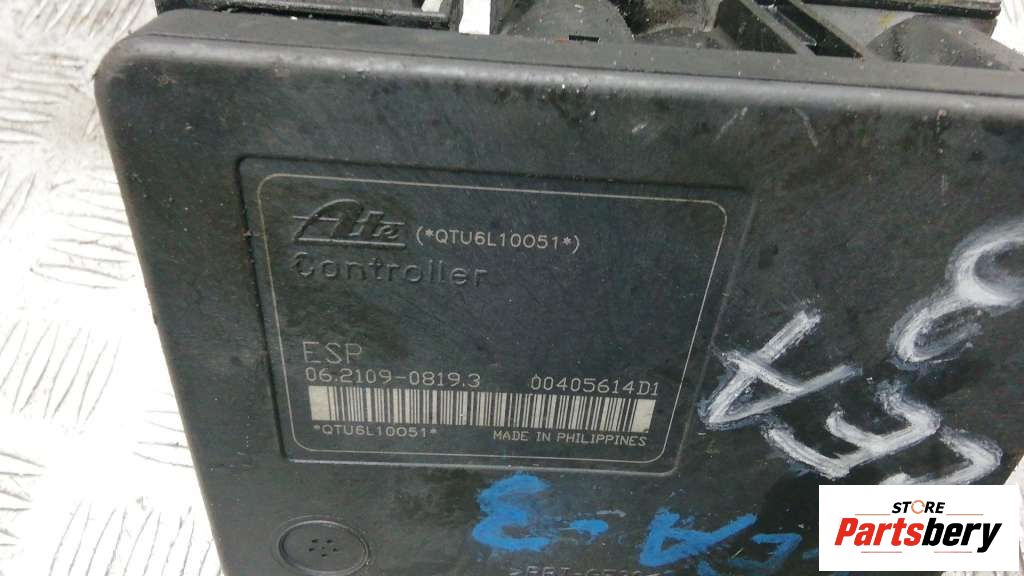 Ate (*QTU6L10051*)
Controller
ESP
06.2109-0819.3 00405614D1
*QTU6L10051* MADE IN PHILIPPINES
STORE
Partsbery